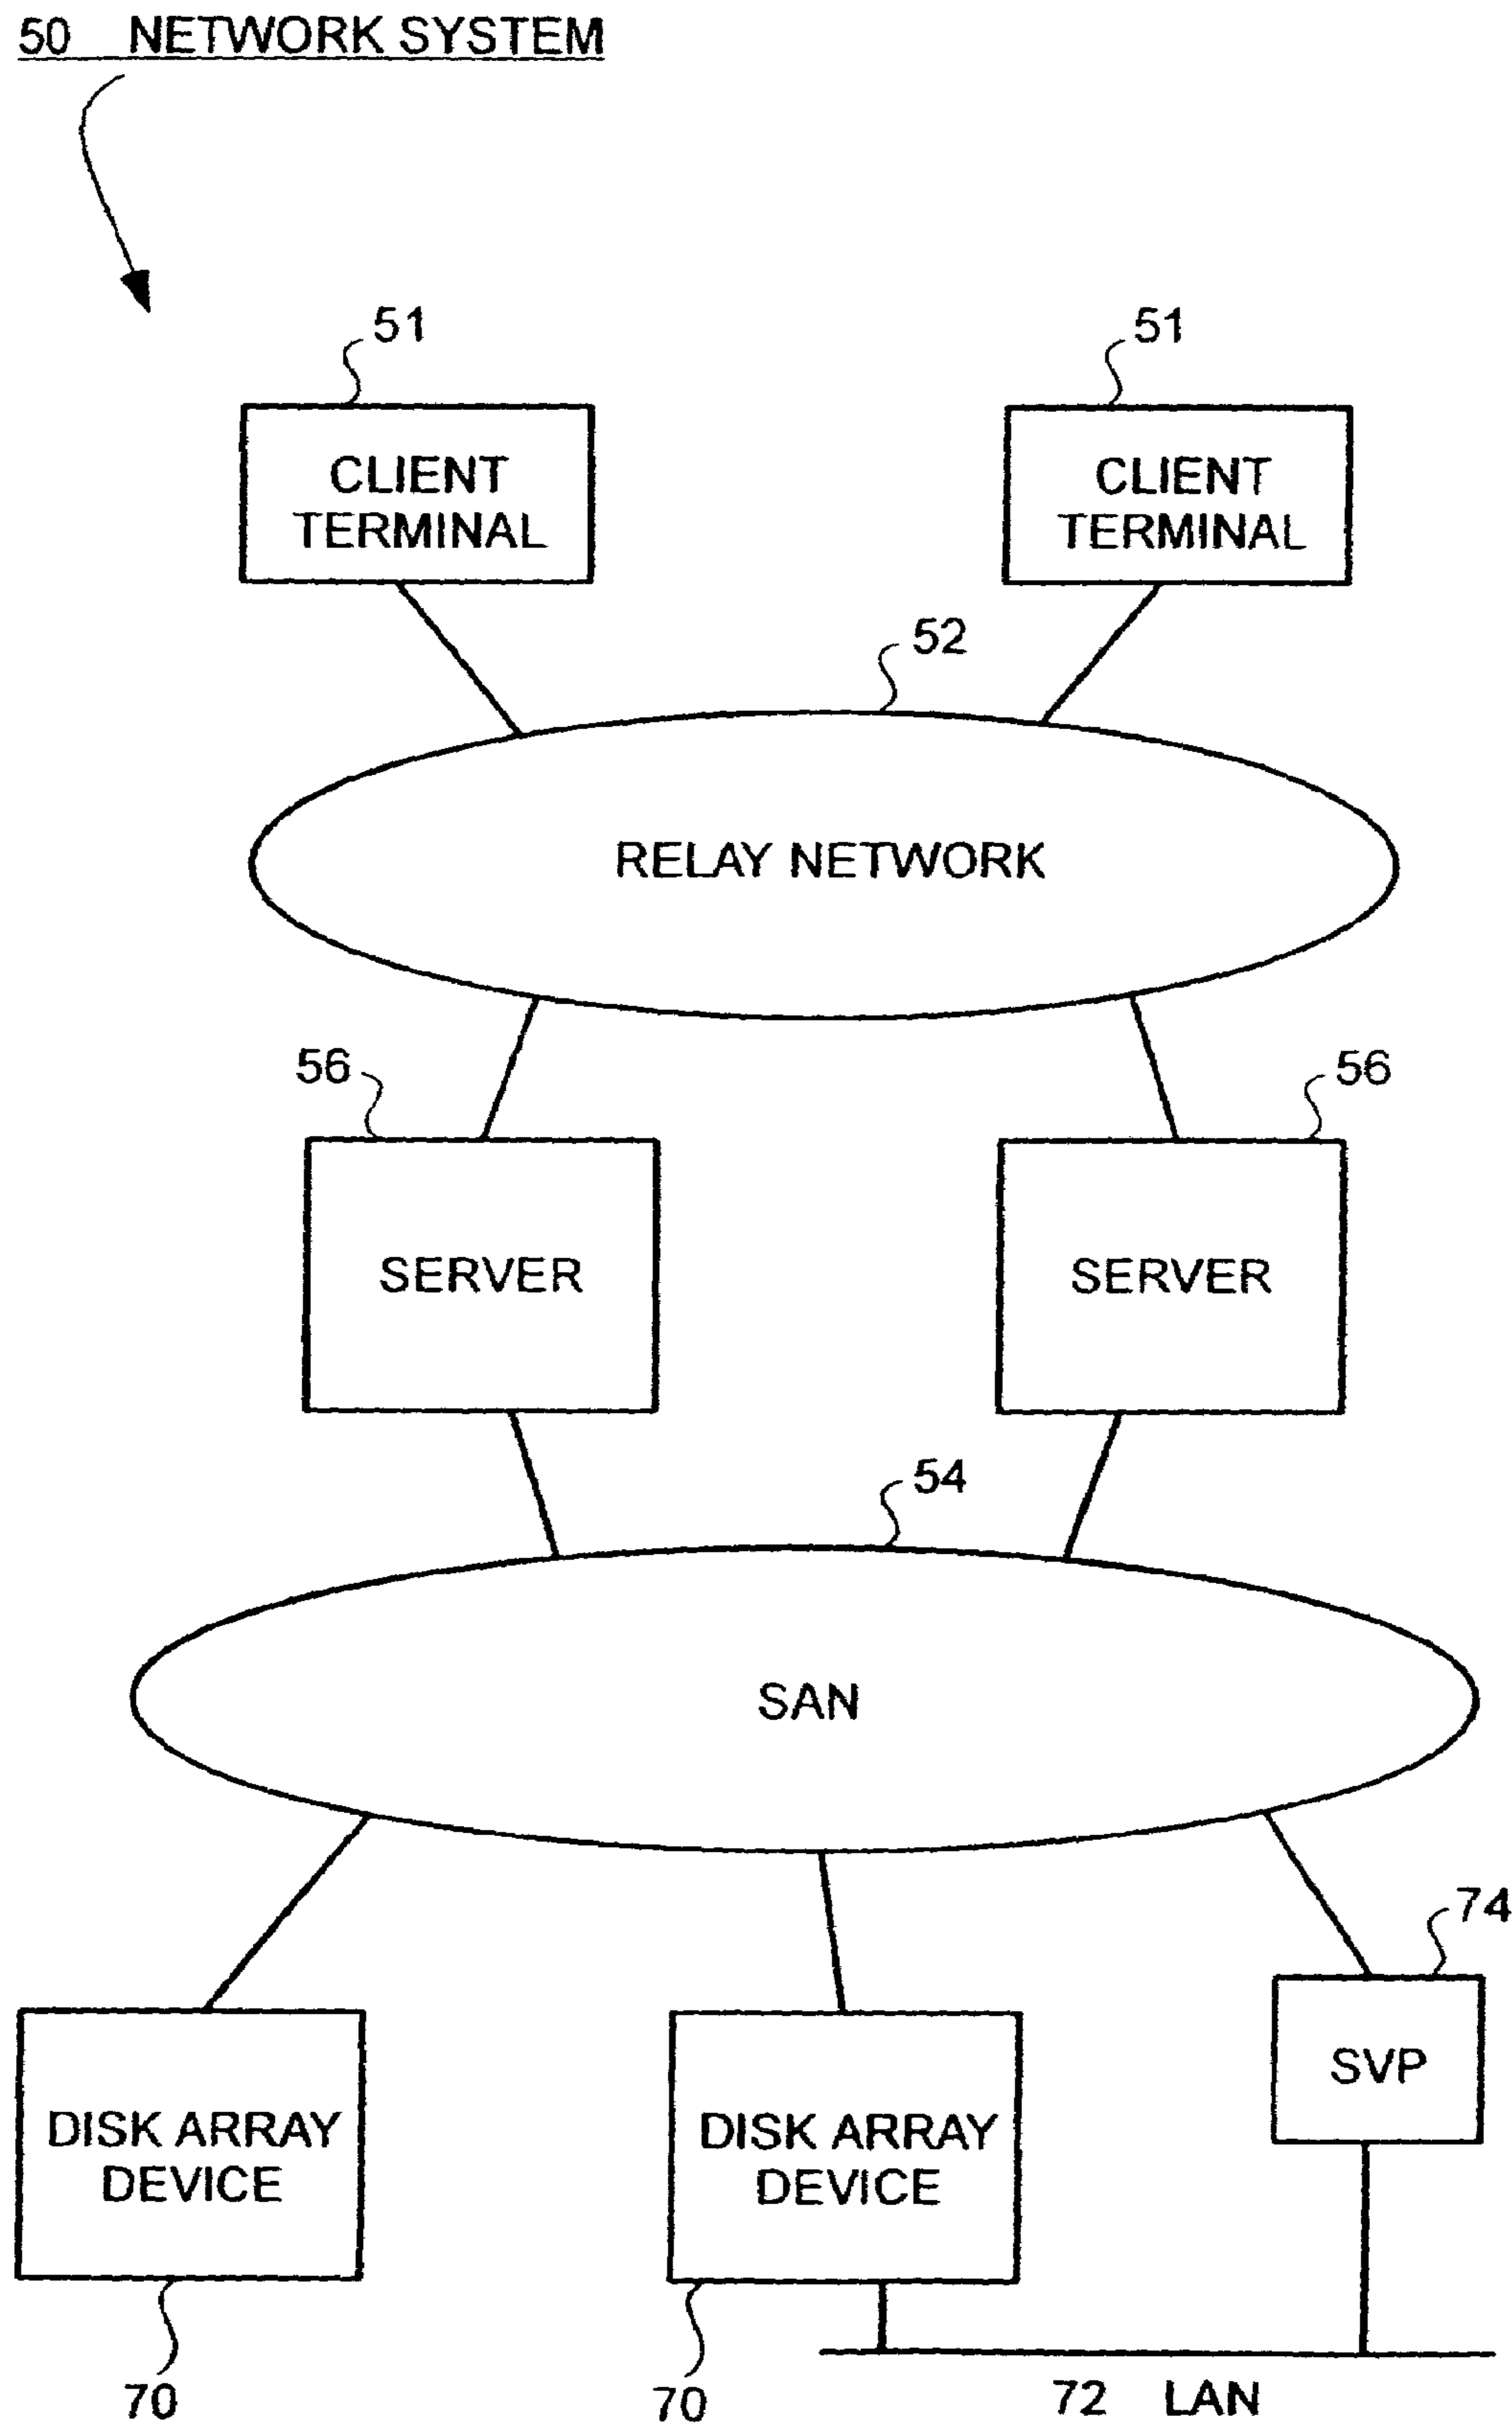 50 NETWORK SYSTEM
51
51
CLIENT
TERMINAL
CLIENT
TERMINAL
52
RELAY NETWORK
56
56
SERVER
SERVER
54
SAN
74
SVP
DISK ARRAY
DEVICE
DISK ARRAY
DEVICE
70
70
72 LAN